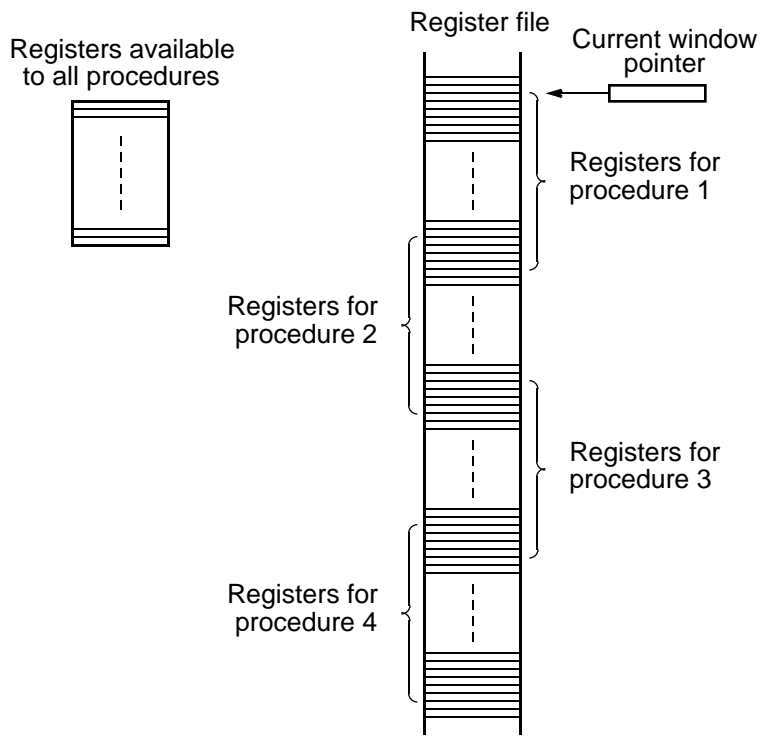 Register file
Registers available
to all procedures
Current window
pointer
Registers for
procedure 1
Registers for
procedure 2
Registers for
procedure 3
Registers for
procedure 4